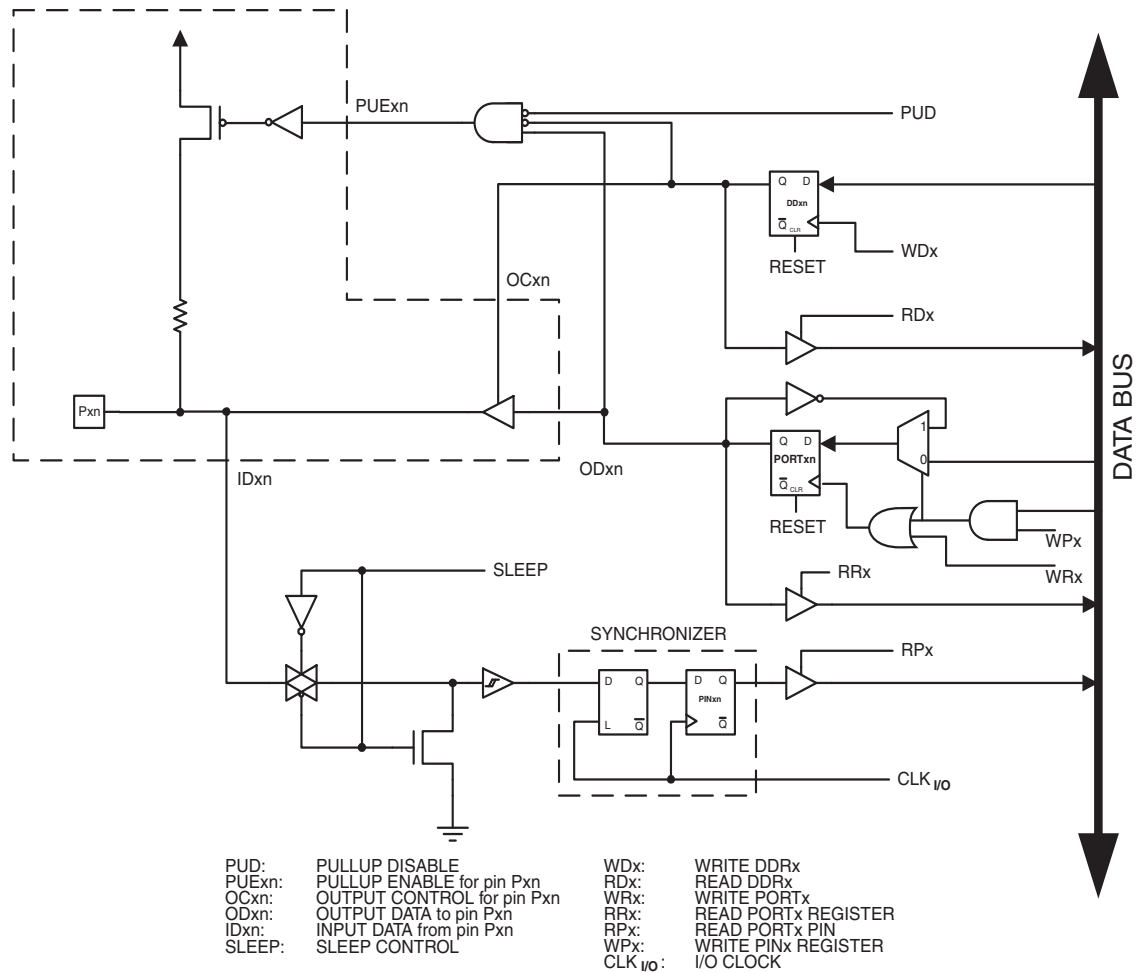 PUExn
PUD
Q D
DDxn
Q CLR
WDx
RESET
OCxn
RDx
Pxn
1
Q D
PORTxn
0
IDxn
ODxn
Q CLR
RESET
WPx
WRx
SLEEP
RRx
SYNCHRONIZER
RPx
D Q
D Q
PINxn
L Q
Q
CLK I/O
DATA BUS
PUD: PULLUP DISABLE
PUExn: PULLUP ENABLE for pin Pxn
OCxn: OUTPUT CONTROL for pin Pxn
ODxn: OUTPUT DATA to pin Pxn
IDxn: INPUT DATA from pin Pxn
SLEEP: SLEEP CONTROL
WDx: WRITE DDRx
RDx: READ DDRx
WRx: WRITE PORTx
RRx: READ PORTx REGISTER
RPx: READ PORTx PIN
WPx: WRITE PINx REGISTER
CLK I/O: I/O CLOCK